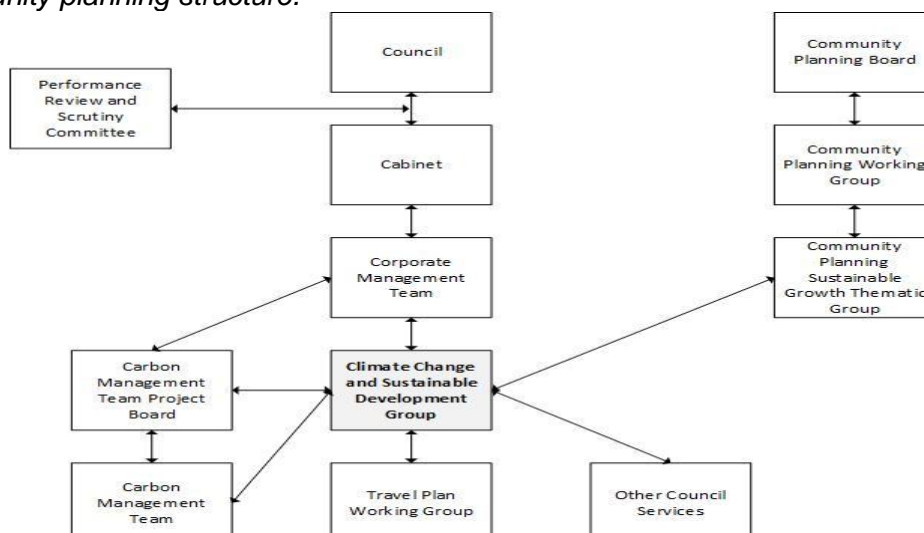 unity planning structure.
Council
Community
Planning Board
Performance
Review and
Scrutiny
Committee
Cabinet
Community
Planning Working
Group
Corporate
Management
Team
Community
Planning
Sustainable
Growth Thematic
Group
Carbon
Management
Team Project
Board
Climate Change
and Sustainable
Development
Group
Carbon
Management
Team
Travel Plan
Working Group
Other Council
Services